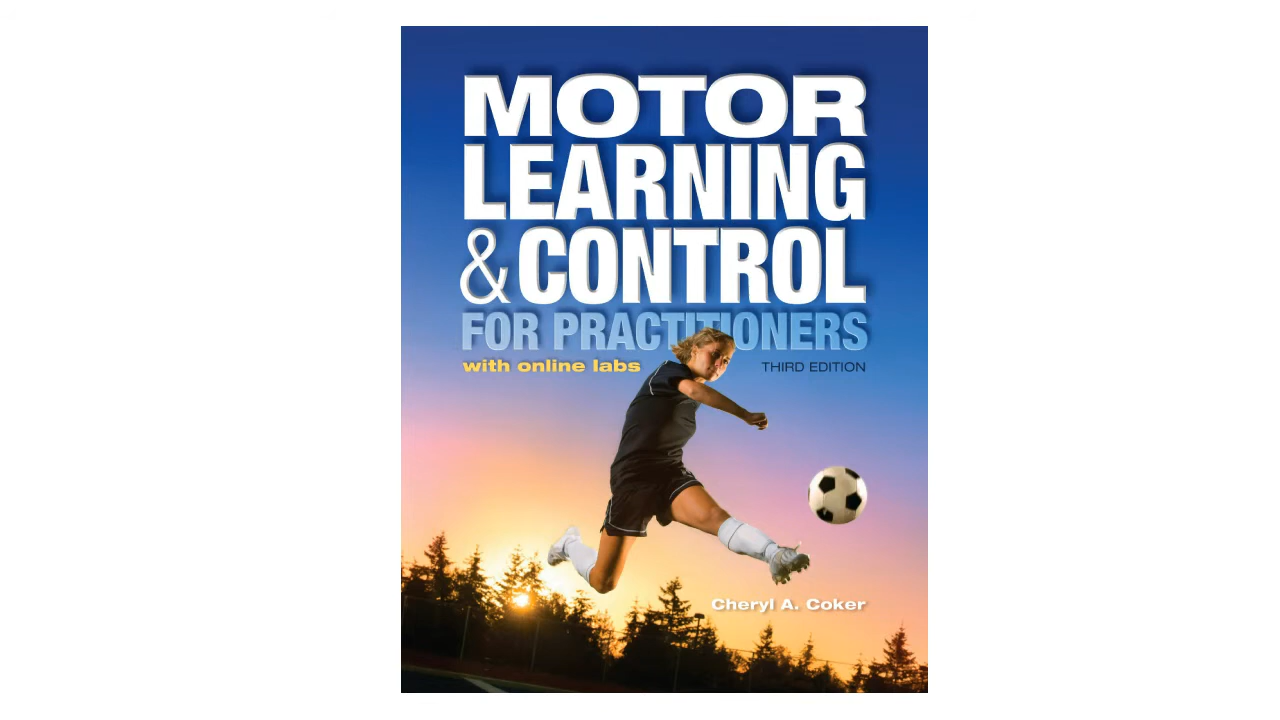 MOTOR
LEARNING
& CONTROL
FOR PRACTITIONERS
with online labs THIRD EDITION
Cheryl A. Coker